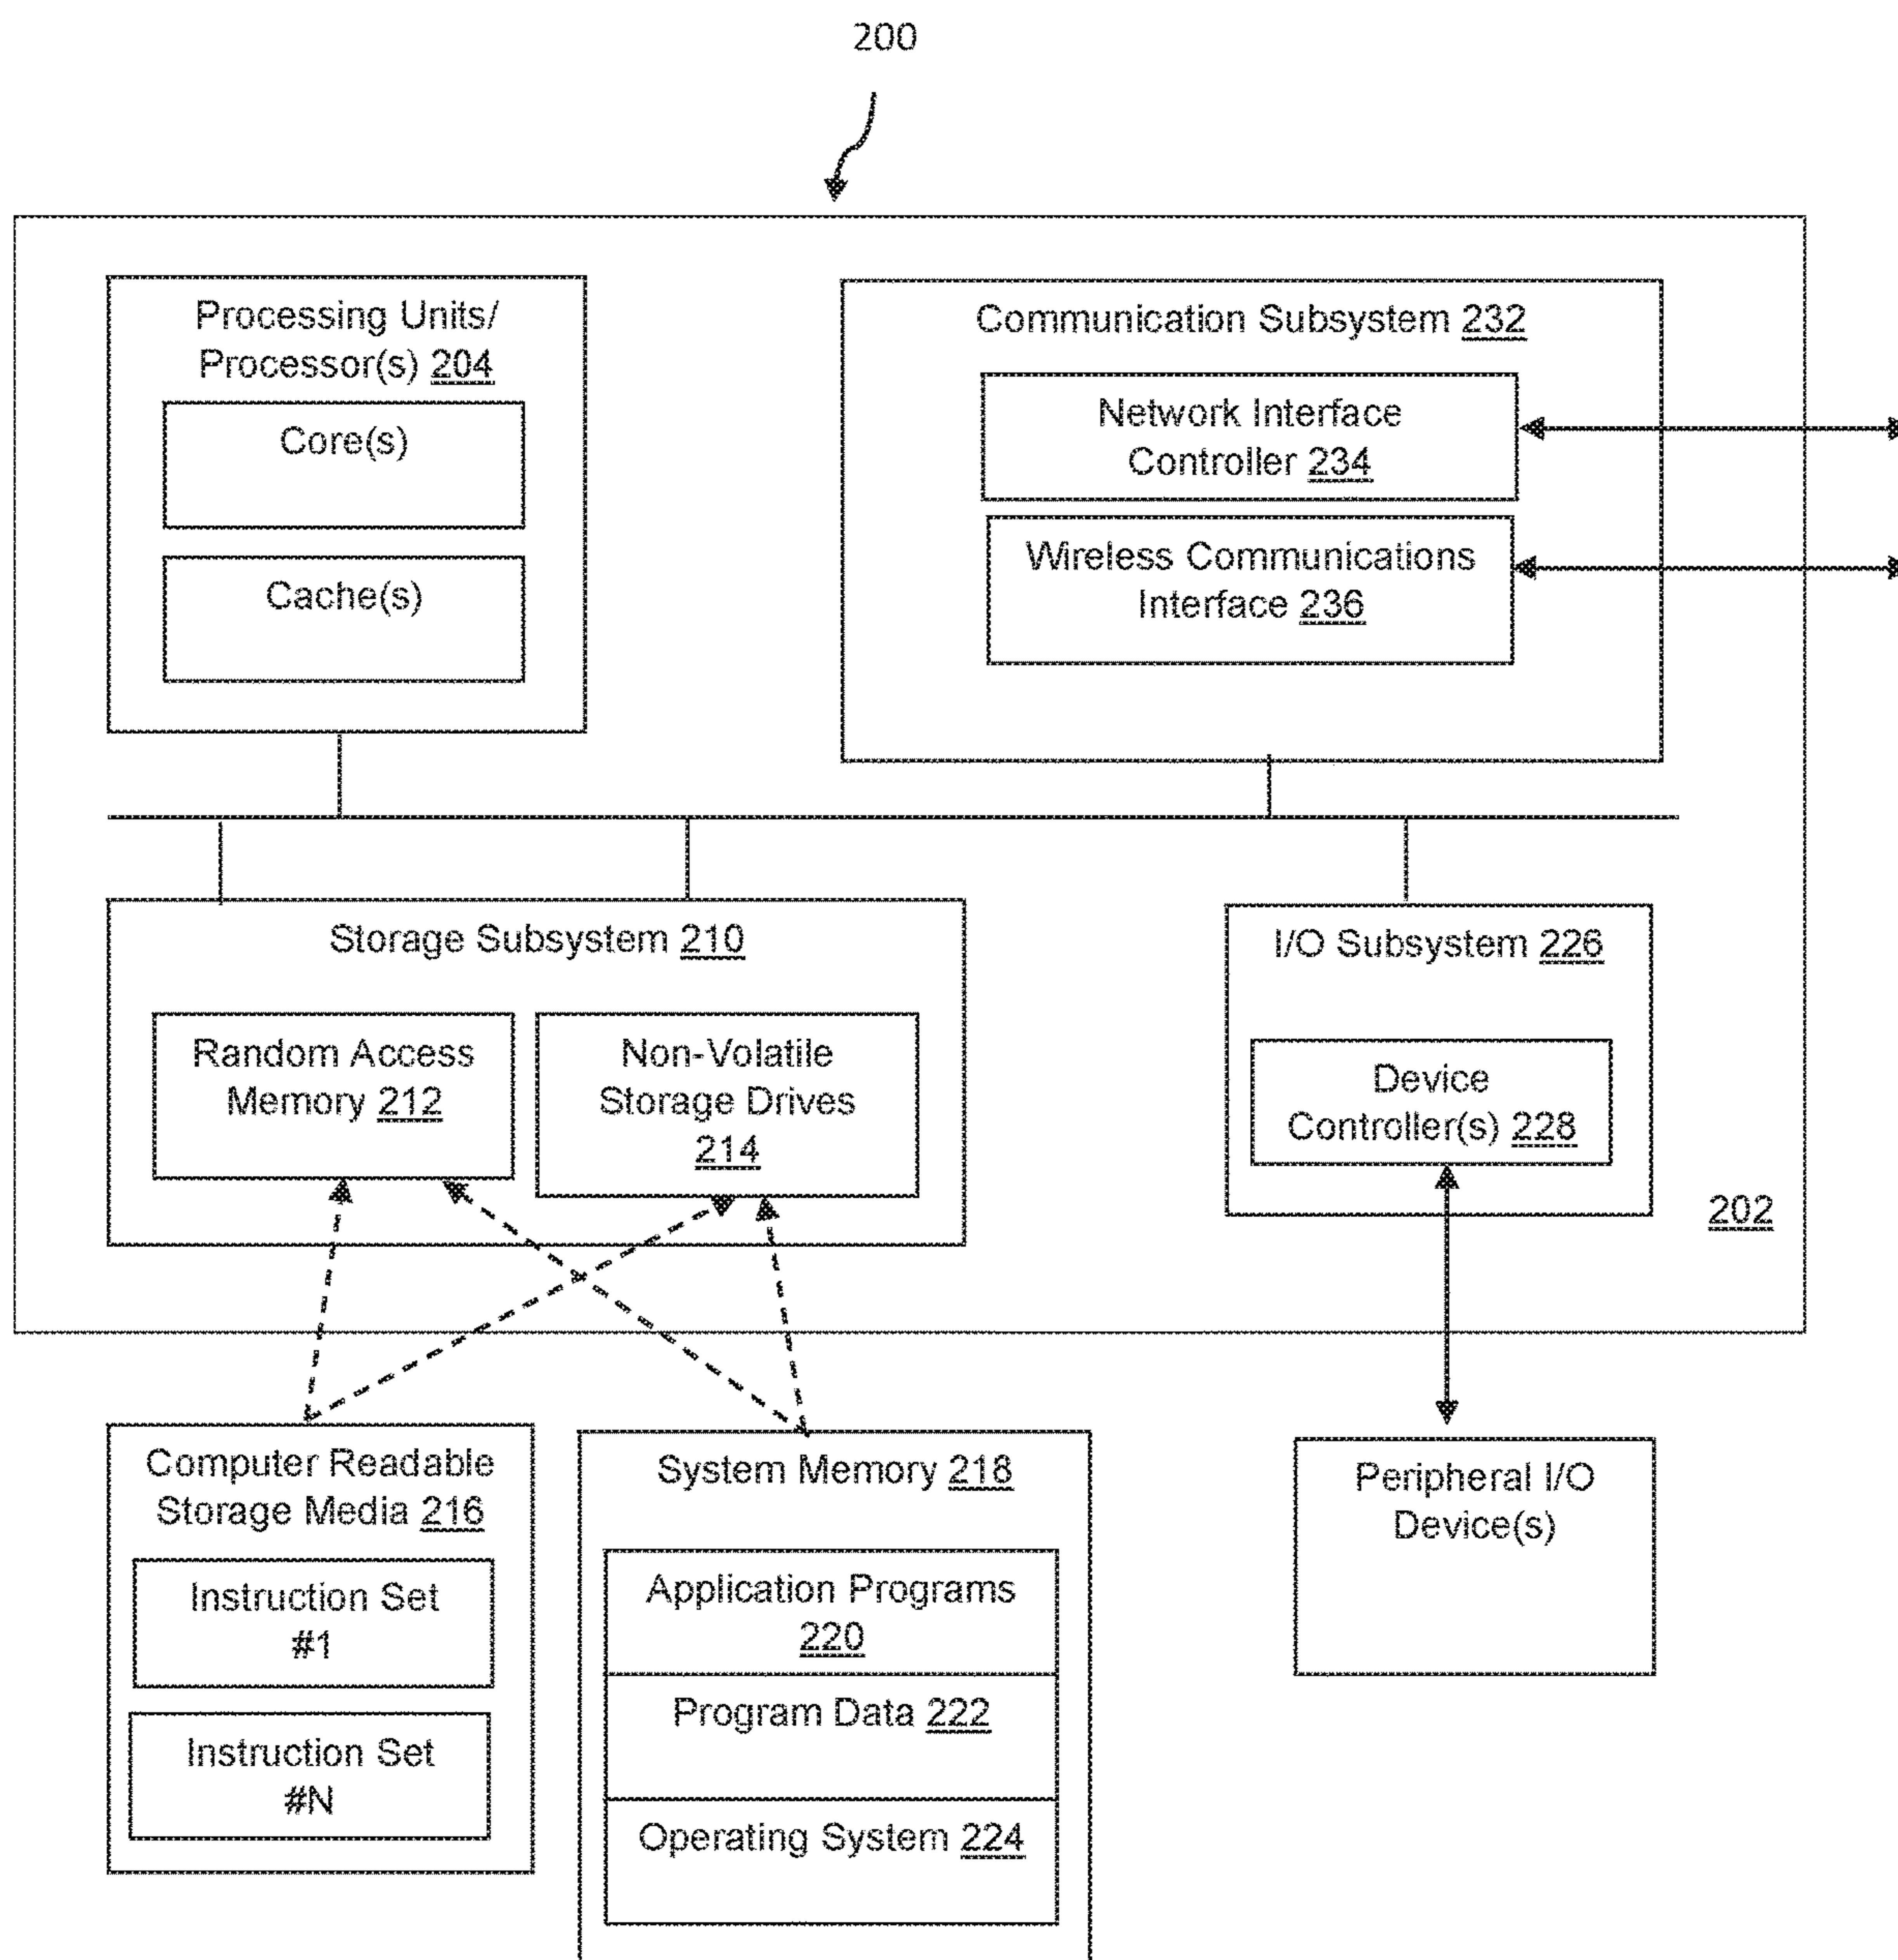 200
Processing Units/
Processor(s) 204
Core(s)
Cache(s)
Communication Subsystem 232
Network Interface
Controller 234
Wireless Communications
Interface 236
Storage Subsystem 210
Random Access
Memory 212
Non-Volatile
Storage Drives
214
I/O Subsystem 226
Device
Controller(s) 228
202
Computer Readable
Storage Media 216
Instruction Set
#1
Instruction Set
#N
System Memory 218
Application Programs
220
Program Data 222
Operating System 224
Peripheral I/O
Device(s)